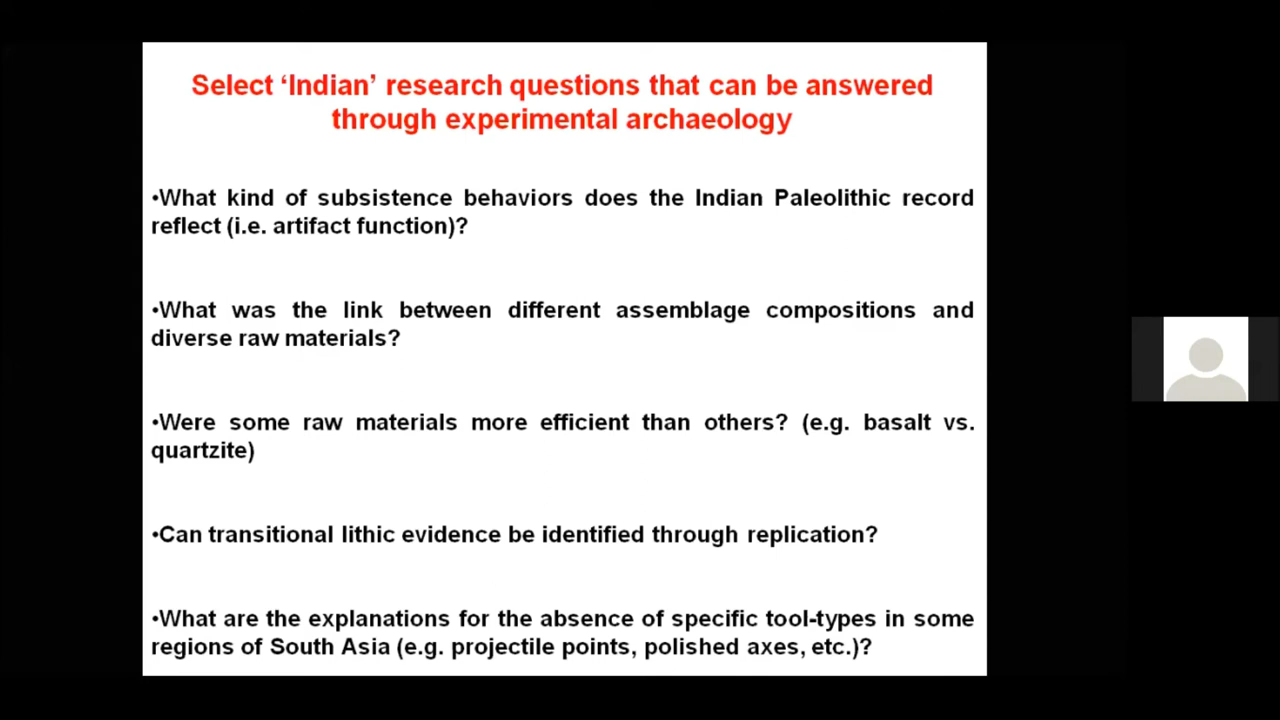 Select ‘Indian’ research questions that can be answered
through experimental archaeology
•What kind of subsistence behaviors does the Indian Paleolithic record
reflect (i.e. artifact function)?
•What was the link between different assemblage compositions and
diverse raw materials?
•Were some raw materials more efficient than others? (e.g. basalt vs.
quartzite)
•Can transitional lithic evidence be identified through replication?
•What are the explanations for the absence of specific tool-types in some
regions of South Asia (e.g. projectile points, polished axes, etc.)?